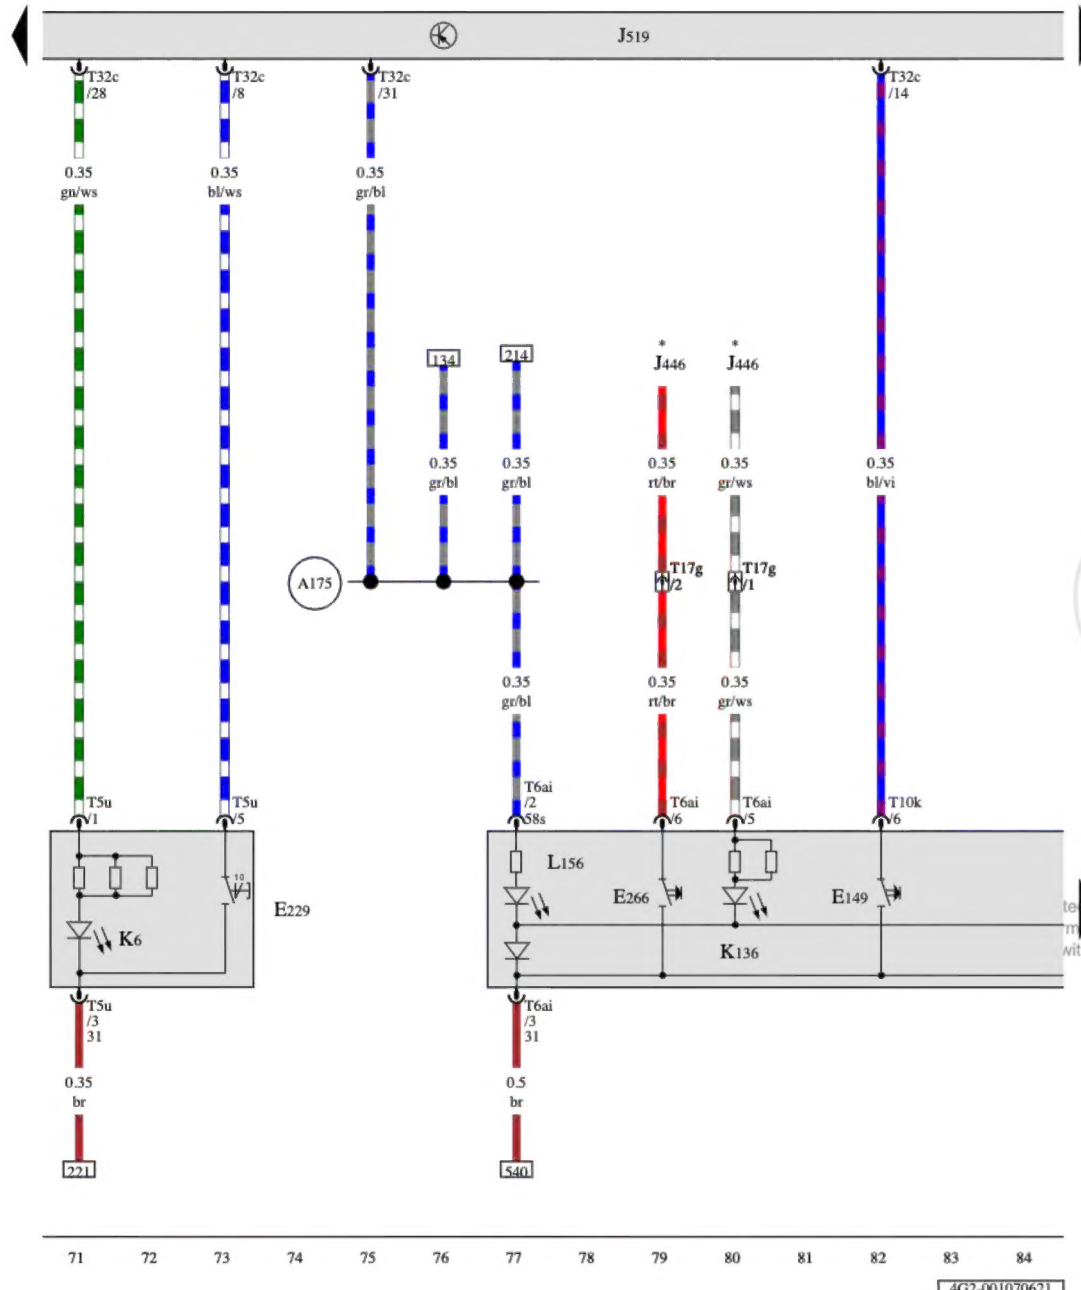 J519
T32c
/28
T32c
/8
T32c
/31
T32c
/14
0.35
gn/ws
0.35
bl/ws
0.35
gr/bl
134
214
*
J446
*
J446
0.35
gr/bl
0.35
gr/bl
0.35
rt/br
0.35
gr/ws
0.35
bl/vi
A175
T17g
/2
T17g
/1
0.35
gr/bl
0.35
rt/br
0.35
gr/ws
T5u
/1
T5u
/5
T6ai
/2
58s
T6ai
/6
T6ai
/5
T10k
/6
10
E229
K6
L156
E266
E149
K136
T5u
/3
31
T6ai
/3
31
0.35
br
0.5
br
221
540
71 72 73 74 75 76 77 78 79 80 81 82 83 84
4G2-001070621